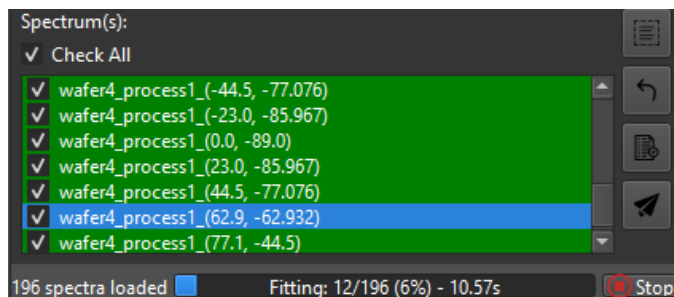 Spectrum(s):
Check All
wafer4_process1_(-44.5, -77.076)
wafer4_process1_(-23.0, -85.967)
wafer4_process1_(0.0, -89.0)
wafer4_process1_(23.0, -85.967)
wafer4_process1_(44.5, -77.076)
wafer4_process1_(62.9, -62.932)
wafer4_process1_(77.1, -44.5)
196 spectra loaded Fitting: 12/196 (6%) - 10.57s Stop